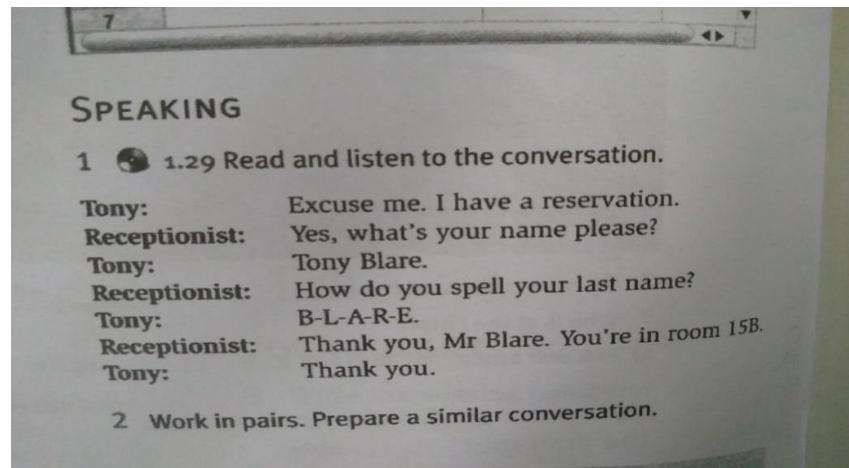 7
SPEAKING
1 1.29 Read and listen to the conversation.
Tony: Excuse me. I have a reservation.
Receptionist: Yes, what's your name please?
Tony: Tony Blare.
Receptionist: How do you spell your last name?
Tony: B-L-A-R-E.
Receptionist: Thank you, Mr Blare. You're in room 15B.
Tony: Thank you.
2 Work in pairs. Prepare a similar conversation.